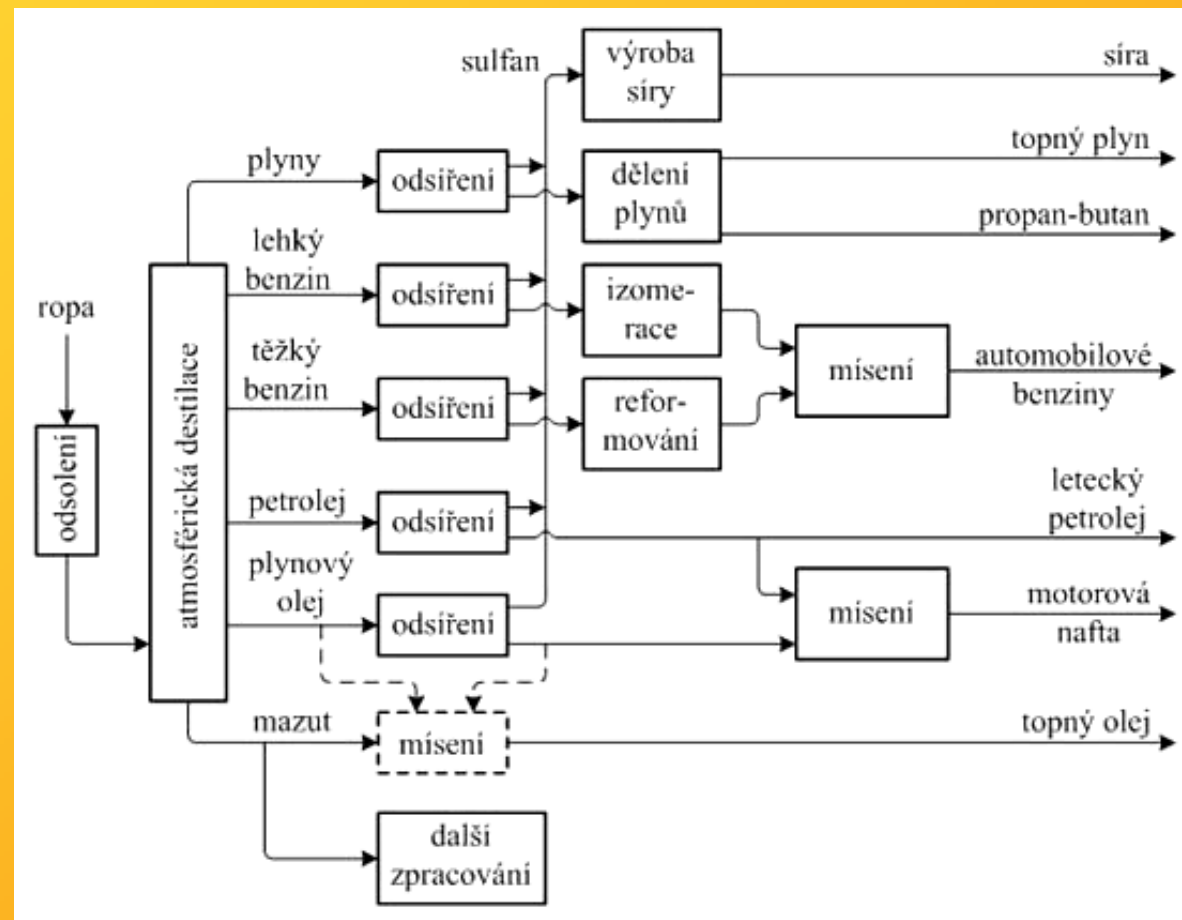 sulfan
výroba
síry
síra
plyny
odsíření
dělení
plynů
topný plyn
propan-butan
lehký
benzin
odsíření
izome-
race
ropa
těžký
benzin
odsíření
refor-
mování
mísení
automobilové
benziny
odsolení
atmosférická destilace
petrolej
odsíření
letecký
petrolej
plynový
olej
odsíření
mísení
motorová
nafta
mazut
mísení
topný olej
další
zpracování